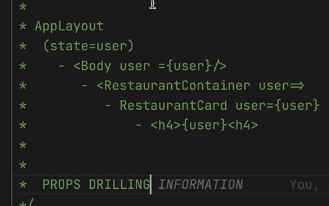 *
* AppLayout
* (state=user)
* - <Body user ={user}/>
* - <RestaurantContainer user=>
* - RestaurantCard user={user}
* - <h4>{user}<h4>
*
*
* PROPS DRILLING INFORMATION You,
*/